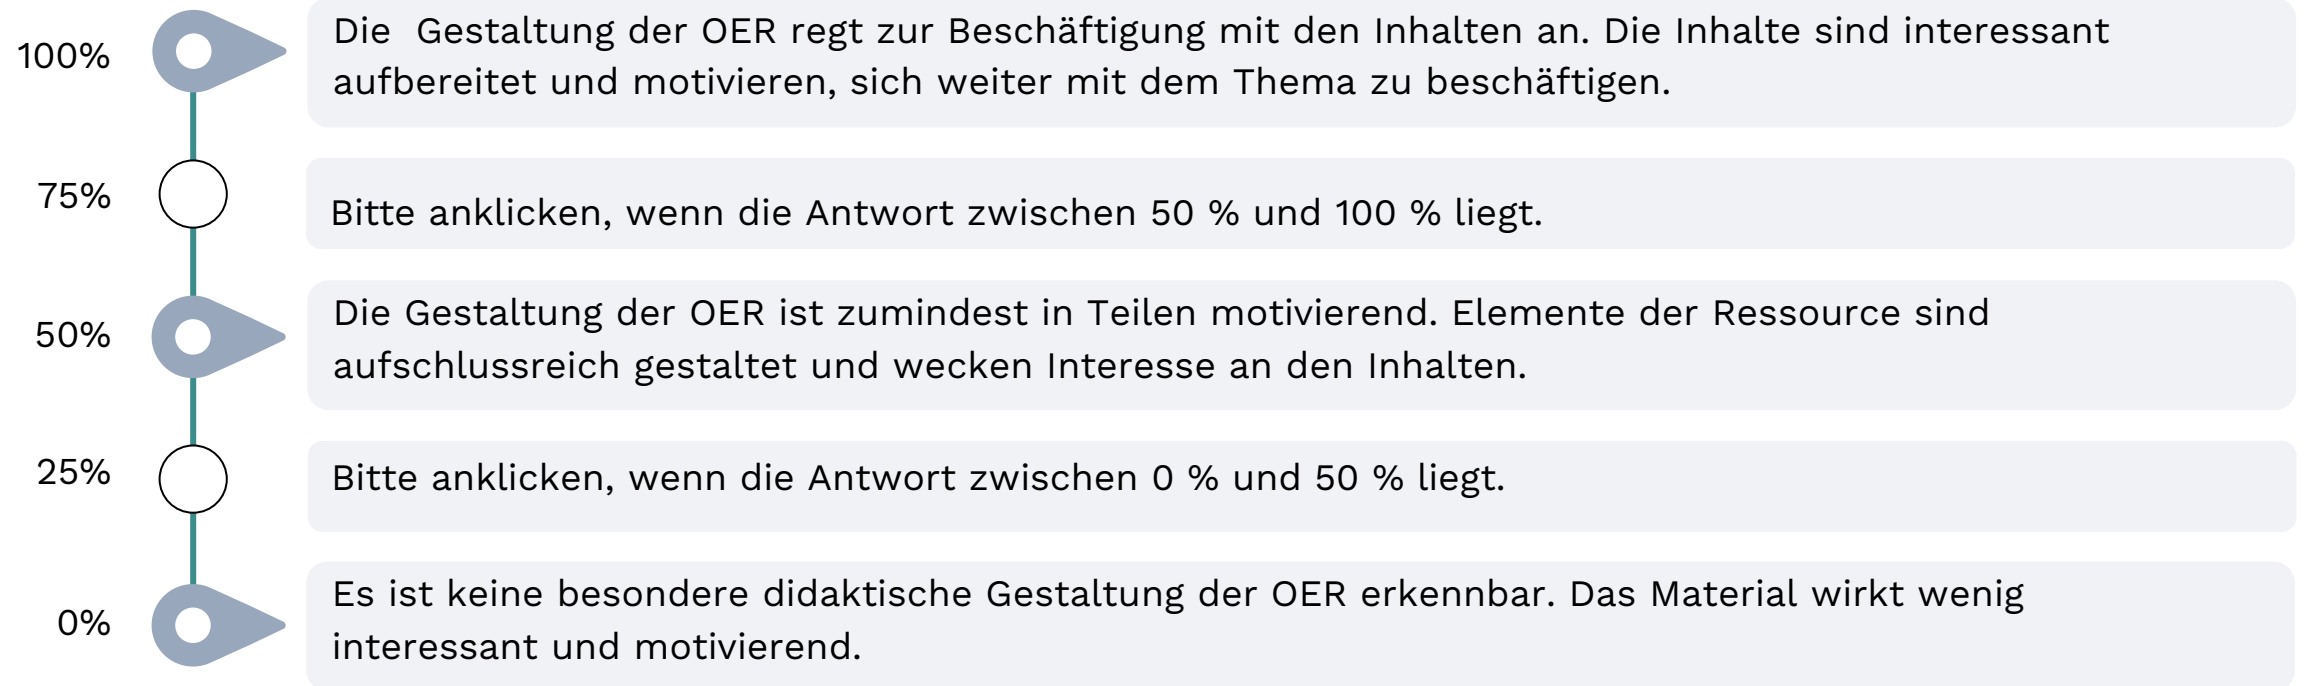 100%
Die  Gestaltung der OER regt zur Beschäftigung mit den Inhalten an. Die Inhalte sind interessant
aufbereitet und motivieren, sich weiter mit dem Thema zu beschäftigen.
75%
Bitte anklicken, wenn die Antwort zwischen 50 % und 100 % liegt.
50%
Die Gestaltung der OER ist zumindest in Teilen motivierend. Elemente der Ressource sind
aufschlussreich gestaltet und wecken Interesse an den Inhalten.
25%
Bitte anklicken, wenn die Antwort zwischen 0 % und 50 % liegt.
0%
Es ist keine besondere didaktische Gestaltung der OER erkennbar. Das Material wirkt wenig
interessant und motivierend.